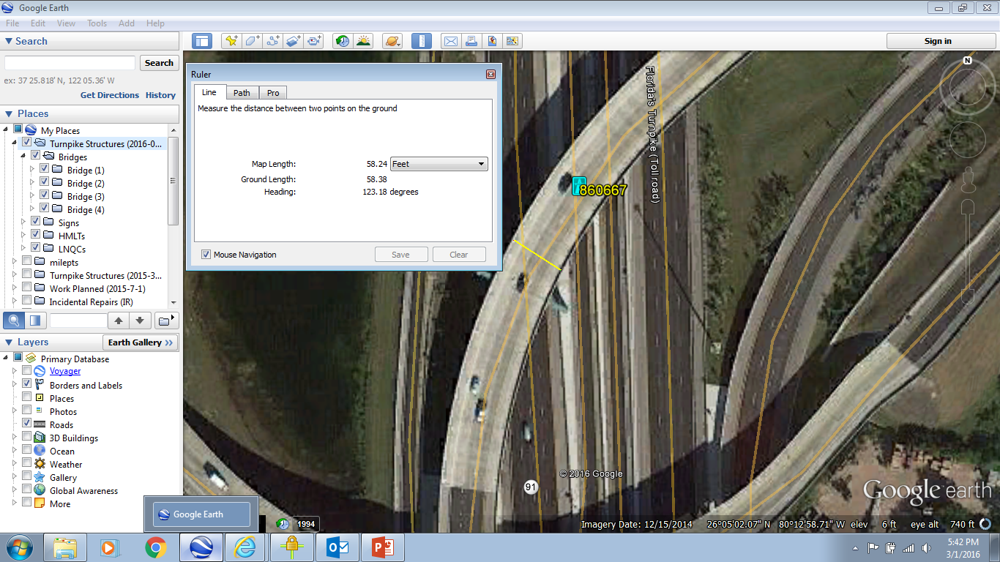 Google Earth
File Edit View Tools Add Help
Search
Search
ex: 37 25.818' N, 122 05.36' W
Get Directions History
Places
My Places
Turnpike Structures (2016-0...
Bridges
Bridge (1)
Bridge (2)
Bridge (3)
Bridge (4)
Signs
HMLTs
LNQCs
milepts
Turnpike Structures (2015-3...
Work Planned (2015-7-1)
Incidental Repairs (IR)
Layers
Earth Gallery >>
Primary Database
Voyager
Borders and Labels
Places
Photos
Roads
3D Buildings
Ocean
Weather
Gallery
Global Awareness
More
Sign in
Ruler
Line Path Pro
Measure the distance between two points on the ground
Map Length: 58.24 Feet
Ground Length: 58.38
Heading: 123.18 degrees
Mouse Navigation
Save Clear
N
Florida's Turnpike (Toll road)
860667
91
© 2016 Google
Google earth
1994
Imagery Date: 12/15/2014 26°05'02.07" N 80°12'58.71" W elev 6 ft eye alt 740 ft
Google Earth
5:42 PM
3/1/2016